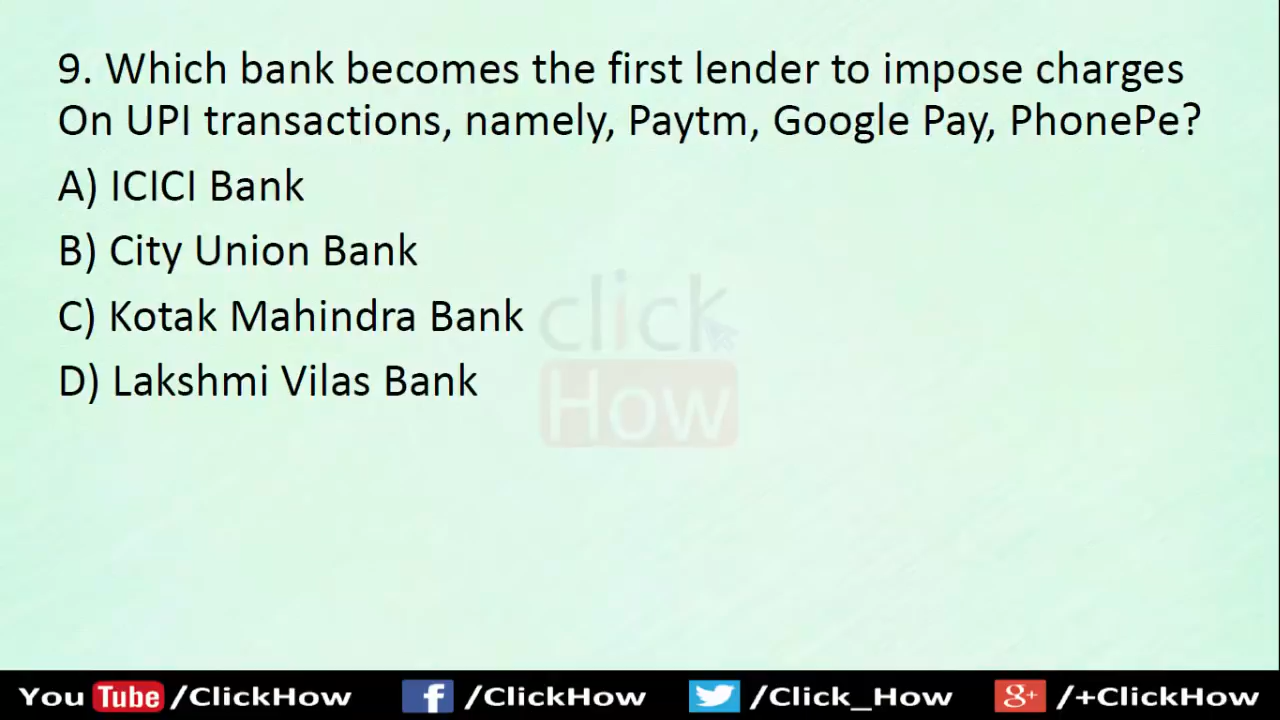 9. Which bank becomes the first lender to impose charges
On UPI transactions, namely, Paytm, Google Pay, PhonePe?
A) ICICI Bank
B) City Union Bank
C) Kotak Mahindra Bank
D) Lakshmi Vilas Bank
click
How
You Tube /ClickHow f /ClickHow /Click_How g+ /+ClickHow